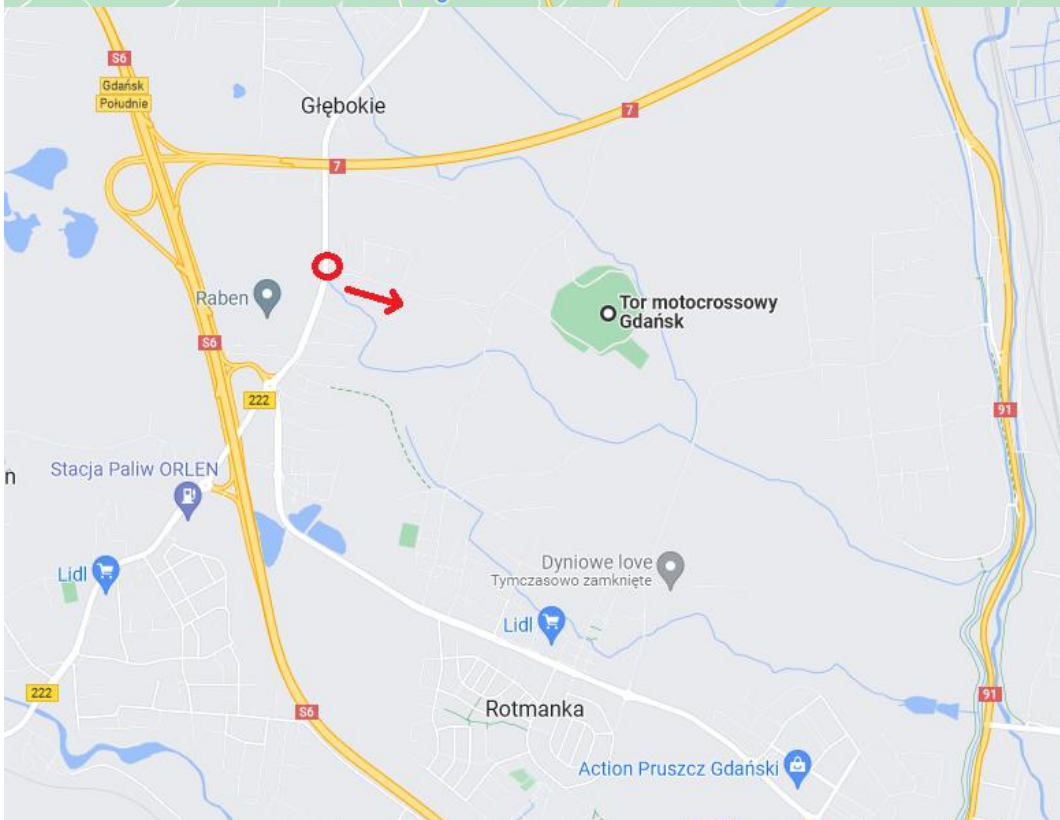 S6
Gdańsk
Południe
Głębokie
7
7
Raben
Tor motocrossowy
Gdańsk
S6
222
91
n
Stacja Paliw ORLEN
Dyniowe love
Tymczasowo zamknięte
Lidl
Lidl
222
91
S6
Rotmanka
Action Pruszcz Gdański